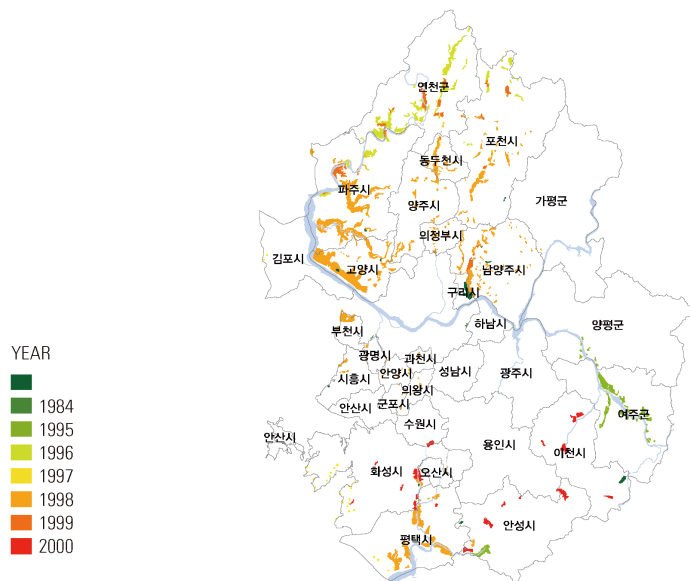 연천군
포천시
동두천시
파주시
양주시
가평군
의정부시
김포시
고양시
남양주시
구리시
하남시
부천시
양평군
YEAR
광명시
과천시
시흥시
안양시
성남시
광주시
의왕시
1984
안산시
군포시
여주군
1995
수원시
안산시
용인시
이천시
1996
화성시
오산시
1997
1998
안성시
1999
평택시
2000